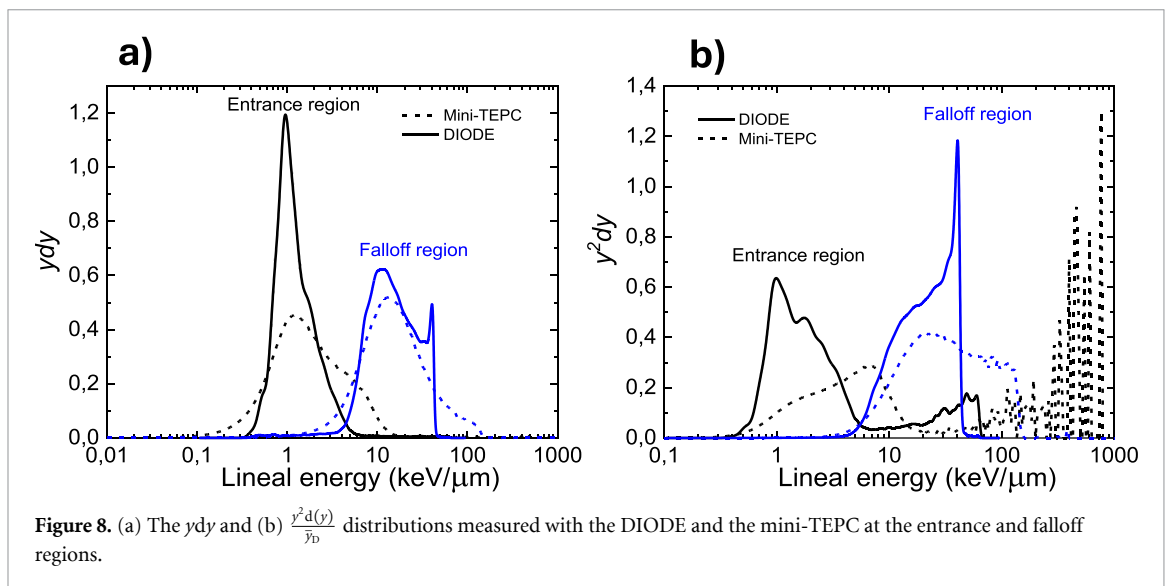 a)
Entrance region
Mini-TEPC
DIODE
Falloff region
1,2
1,0
0,8
0,6
0,4
0,2
0,0
ydy
0,01 0,1 1 10 100 1000
Lineal energy (keV/μm)
b)
DIODE
Mini-TEPC
Falloff region
Entrance region
1,4
1,2
1,0
0,8
0,6
0,4
0,2
0,0
y²dy
0,1 1 10 100 1000
Lineal energy (keV/μm)
Figure 8. (a) The ydy and (b) y²d(y)/ȳ_D distributions measured with the DIODE and the mini-TEPC at the entrance and falloff
regions.